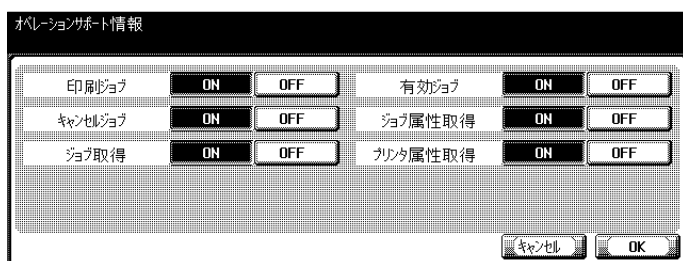 オペレーションサポート情報
印刷ジョブ ON OFF 有効ジョブ ON OFF
キャンセルジョブ ON OFF ジョブ属性取得 ON OFF
ジョブ取得 ON OFF プリンタ属性取得 ON OFF
キャンセル OK